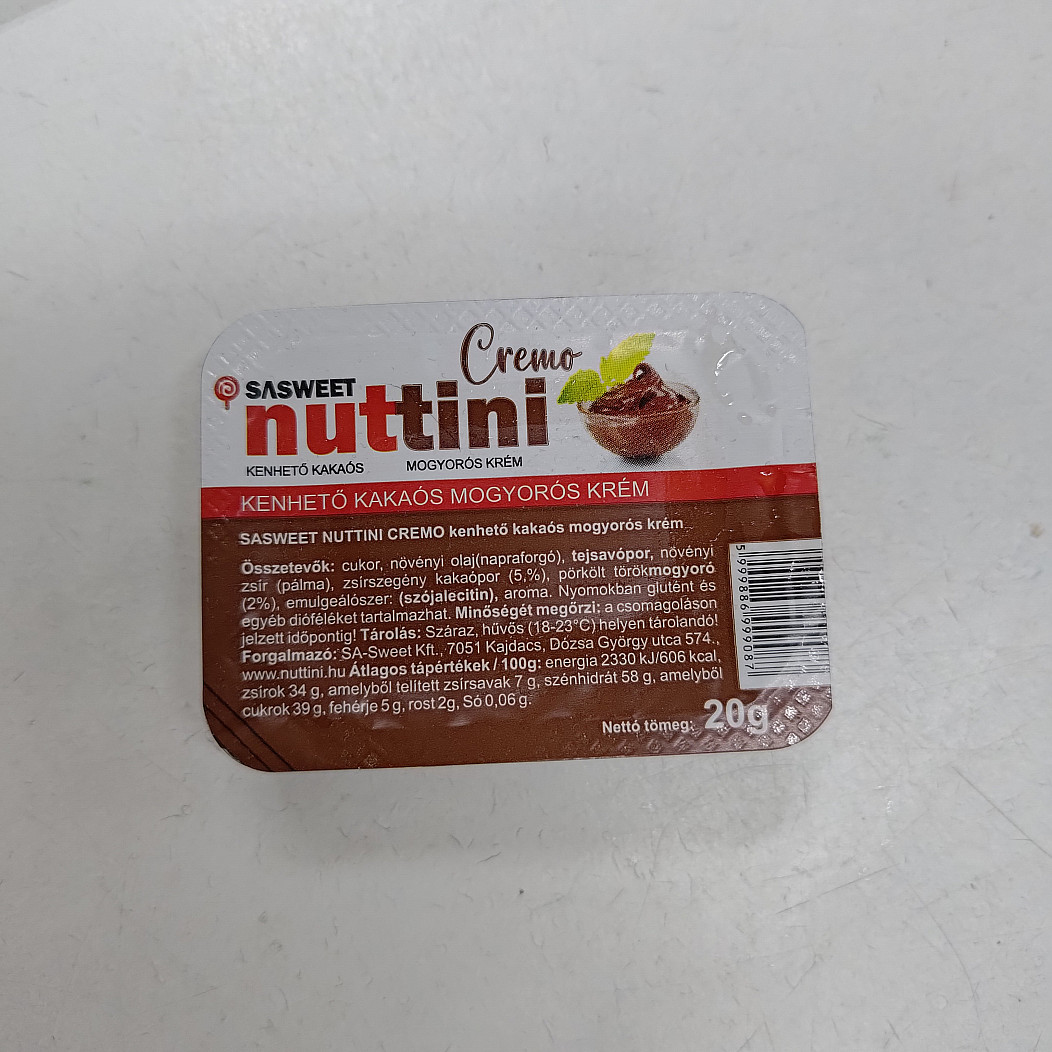 Cremo
SASWEET
nuttini
KENHETŐ KAKAÓS MOGYORÓS KRÉM
KENHETŐ KAKAÓS MOGYORÓS KRÉM
SASWEET NUTTINI CREMO kenhető kakaós mogyorós krém
Összetevők: cukor, növényi olaj(napraforgó), tejsavópor, növényi
zsír (pálma), zsírszegény kakaópor (5,%), pörkölt törökmogyoró
(2%), emulgeálószer: (szójalecitin), aroma. Nyomokban glutént és
egyéb dióféléket tartalmazhat. Minőségét megőrzi: a csomagoláson
jelzett időpontig! Tárolás: Száraz, hűvös (18-23°C) helyen tárolandó!
Forgalmazó: SA-Sweet Kft., 7051 Kajdacs, Dózsa György utca 574.,
www.nuttini.hu Átlagos tápértékek / 100g: energia 2330 kJ/606 kcal,
zsírok 34 g, amelyből telített zsírsavak 7 g, szénhidrát 58 g, amelyből
cukrok 39 g, fehérje 5 g, rost 2g, Só 0,06 g.
Nettó tömeg: 20g
5 999886 999087